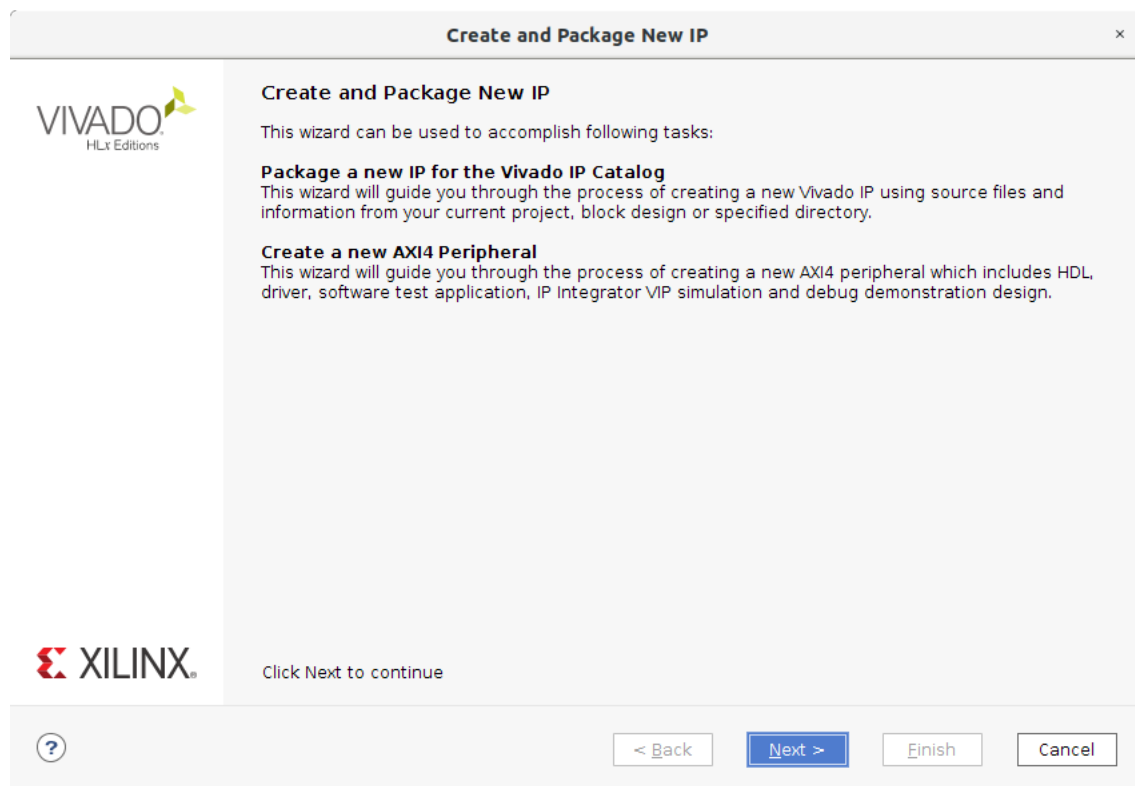 Create and Package New IP
×
VIVADO.
HLx Editions
Create and Package New IP
This wizard can be used to accomplish following tasks:
Package a new IP for the Vivado IP Catalog
This wizard will guide you through the process of creating a new Vivado IP using source files and
information from your current project, block design or specified directory.
Create a new AXI4 Peripheral
This wizard will guide you through the process of creating a new AXI4 peripheral which includes HDL,
driver, software test application, IP Integrator VIP simulation and debug demonstration design.
XILINX®
Click Next to continue
?
< Back
Next >
Finish
Cancel